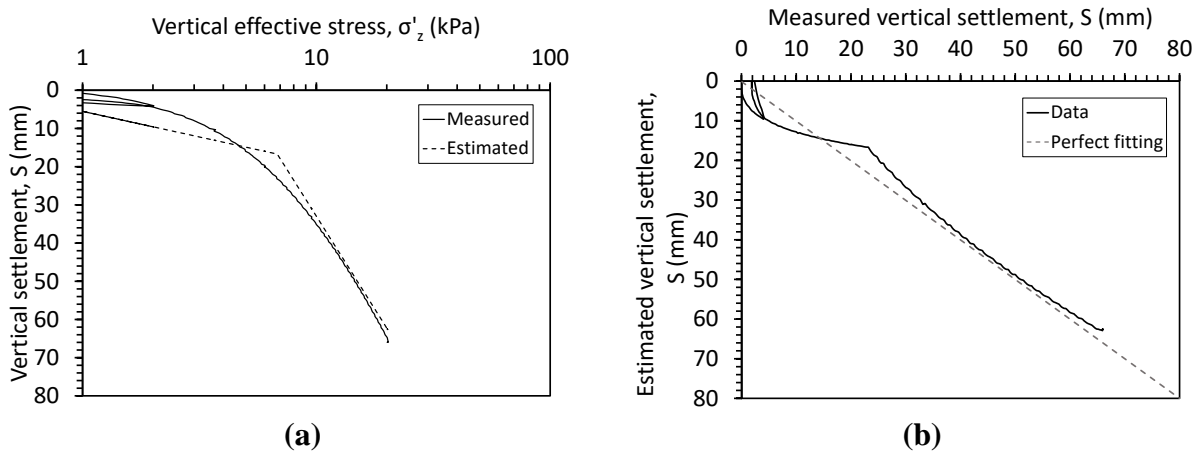 Vertical effective stress, σ'z (kPa)
1 10 100
0
10
20
30
40
50
60
70
80
Vertical settlement, S (mm)
Measured
Estimated
(a)
Measured vertical settlement, S (mm)
0 10 20 30 40 50 60 70 80
0
10
20
30
40
50
60
70
80
Estimated vertical settlement,
S (mm)
Data
Perfect fitting
(b)